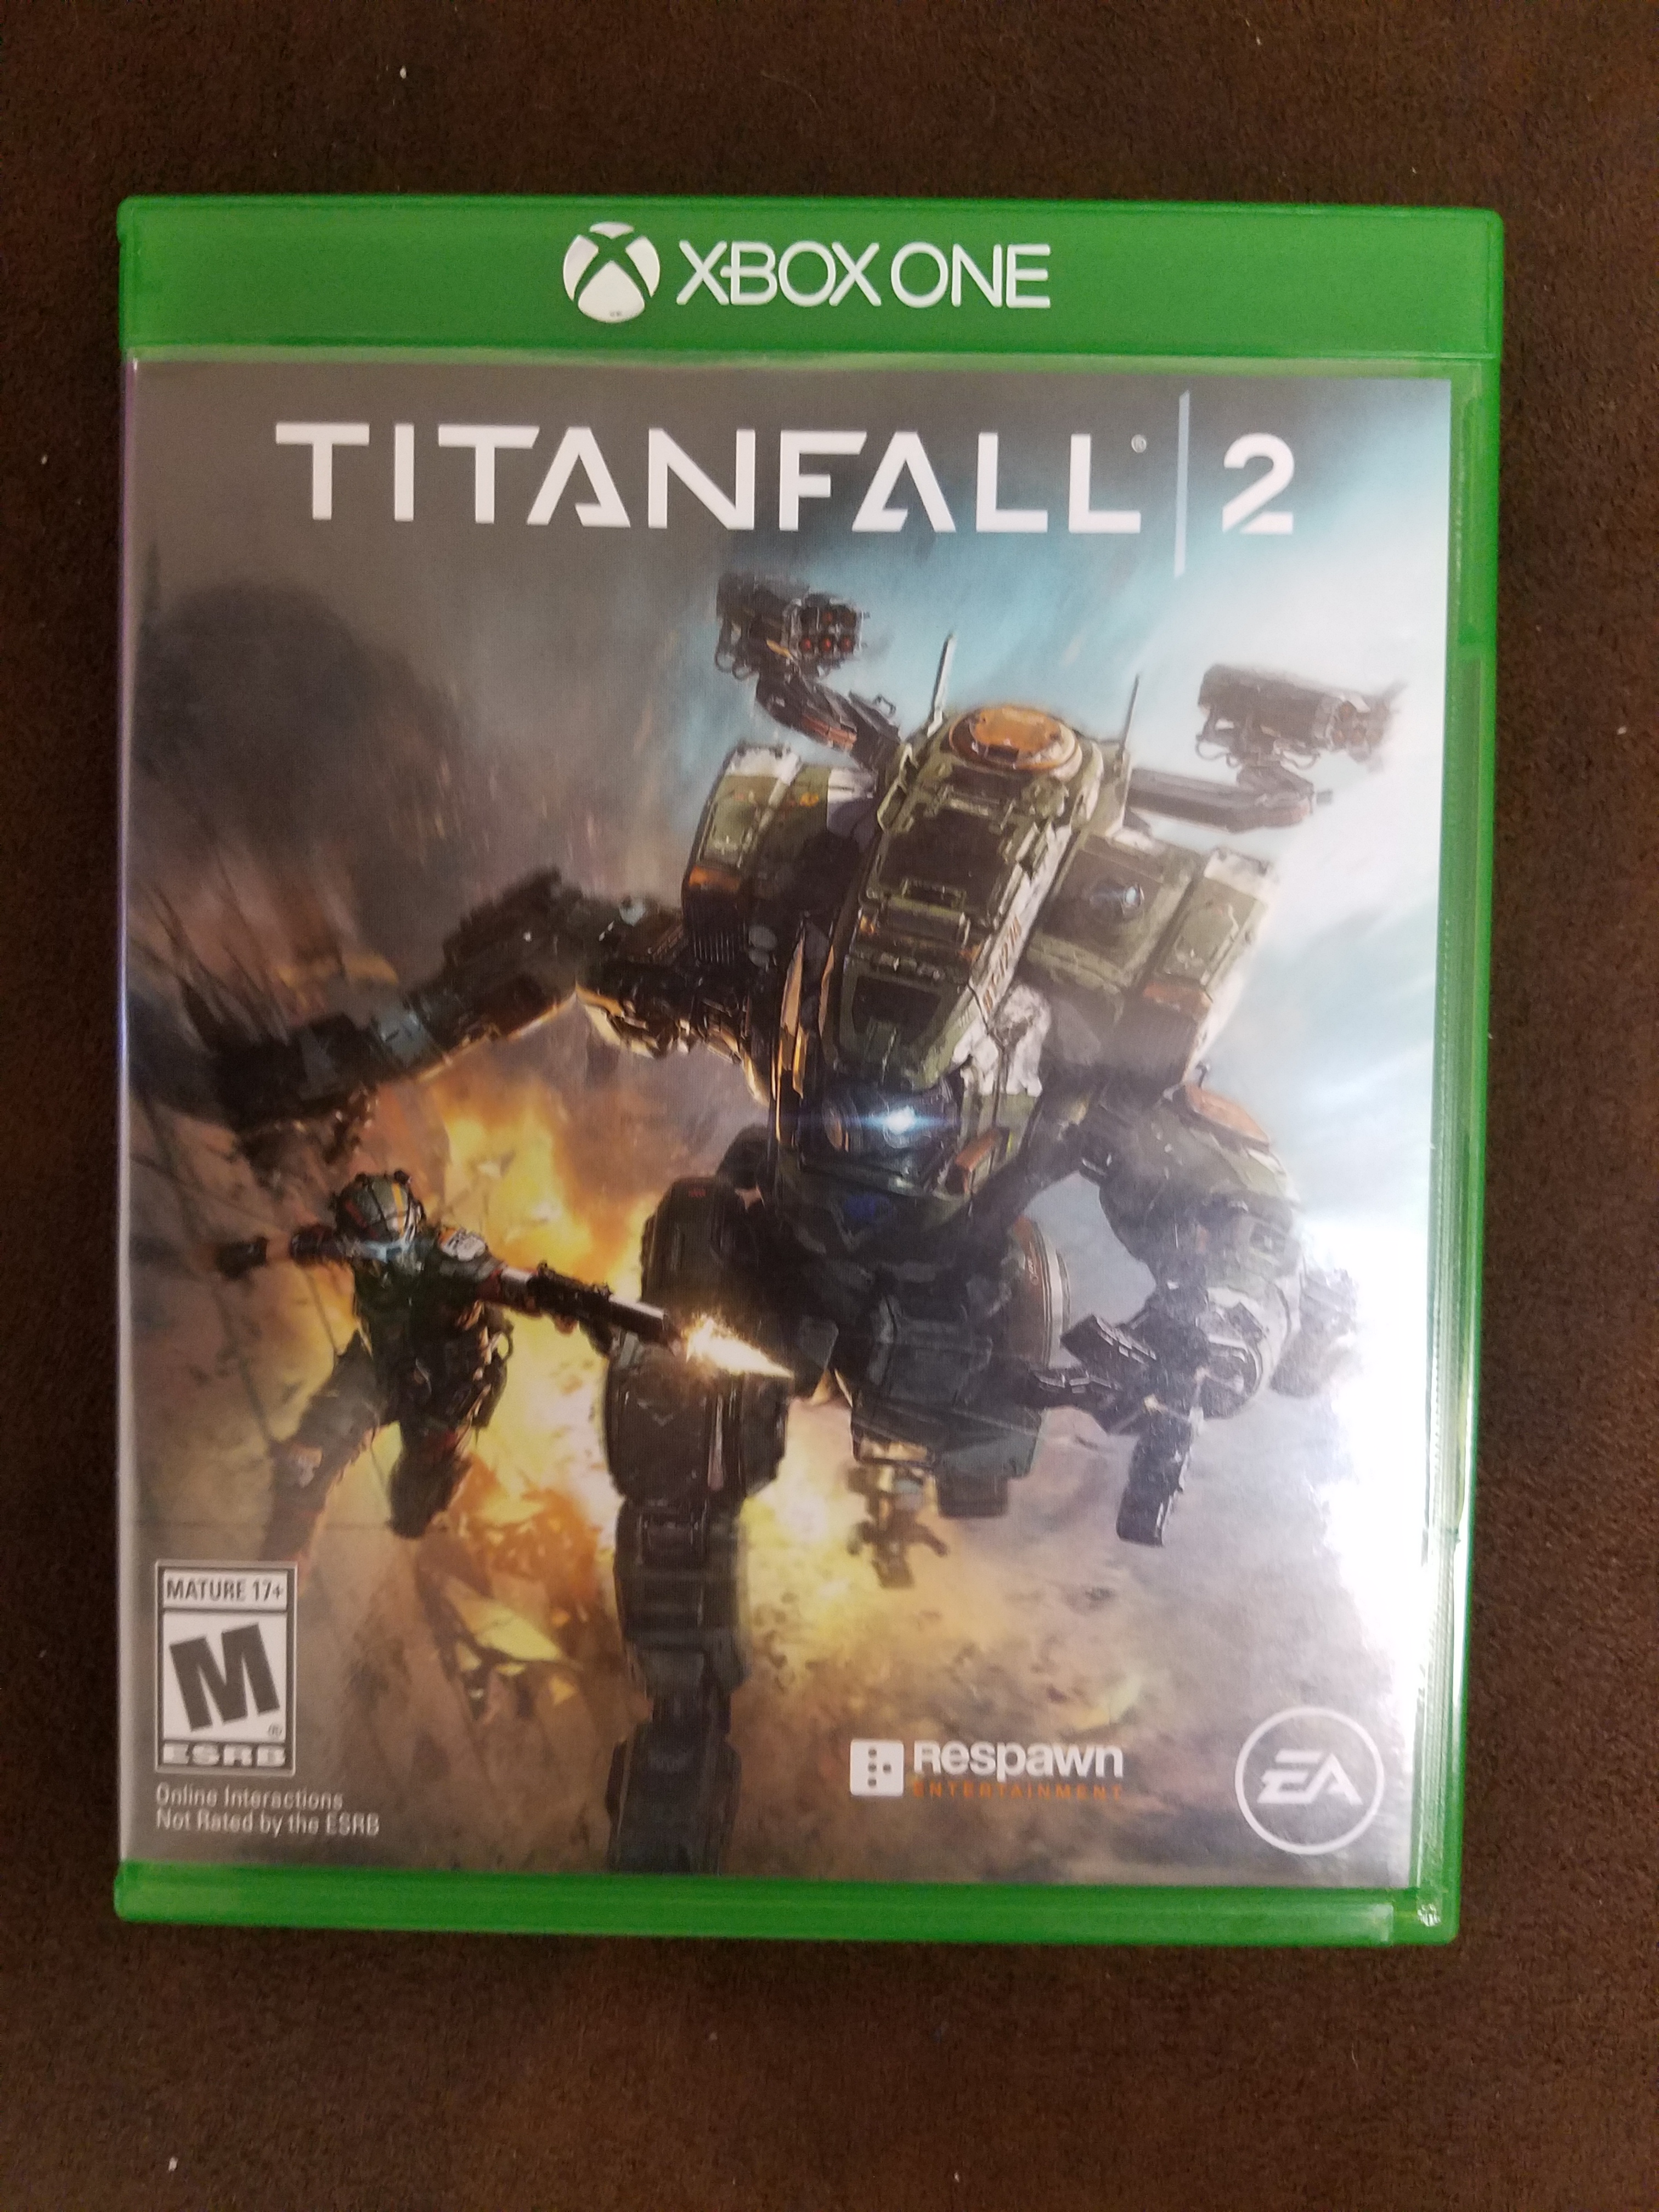 XBOX ONE
TITANFALL® | 2
MATURE 17+
M
®
ESRB
Online Interactions
Not Rated by the ESRB
Respawn
ENTERTAINMENT
EA